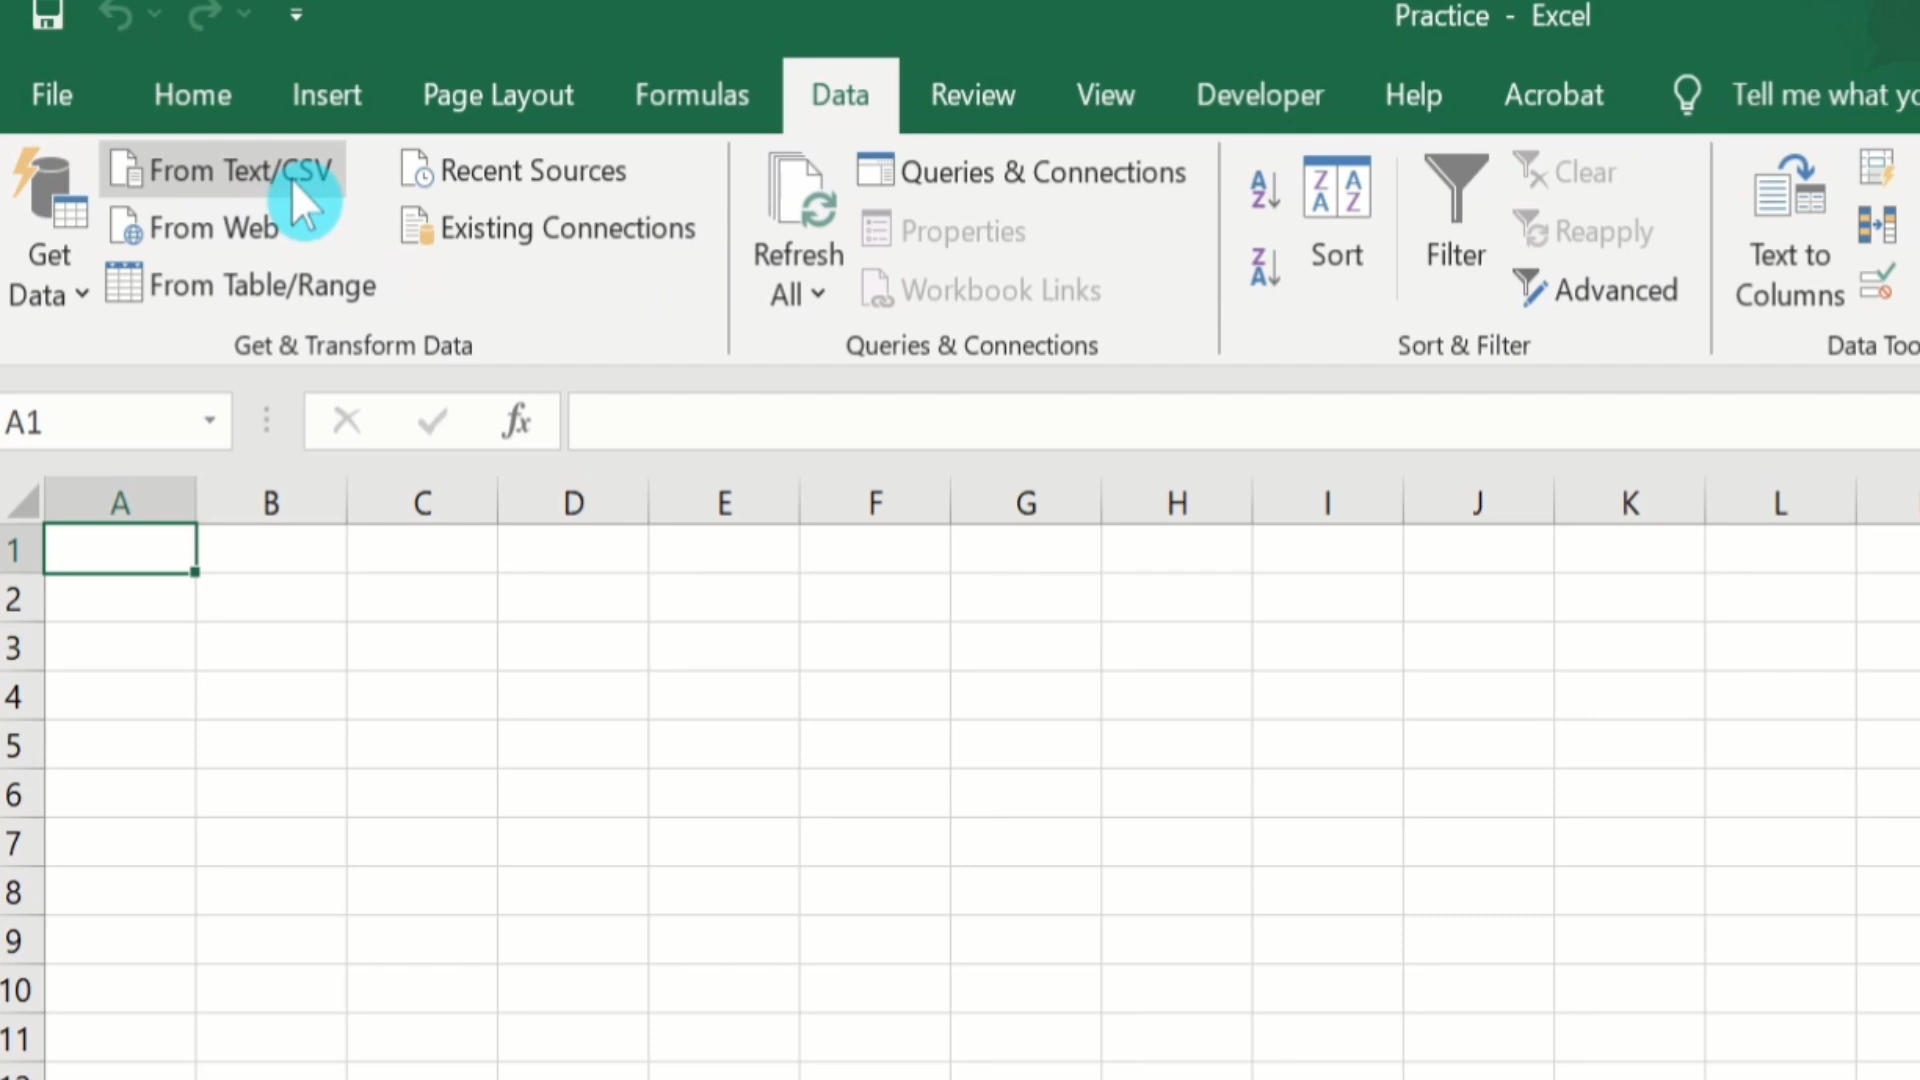 Practice - Excel
File Home Insert Page Layout Formulas Data Review View Developer Help Acrobat Tell me what yo
Get Data
From Text/CSV
From Web
From Table/Range
Recent Sources
Existing Connections
Get & Transform Data
Refresh All
Queries & Connections
Properties
Workbook Links
Queries & Connections
Sort
Filter
Clear
Reapply
Advanced
Sort & Filter
Text to Columns
Data Too
A1
fx
A B C D E F G H I J K L
1
2
3
4
5
6
7
8
9
10
11